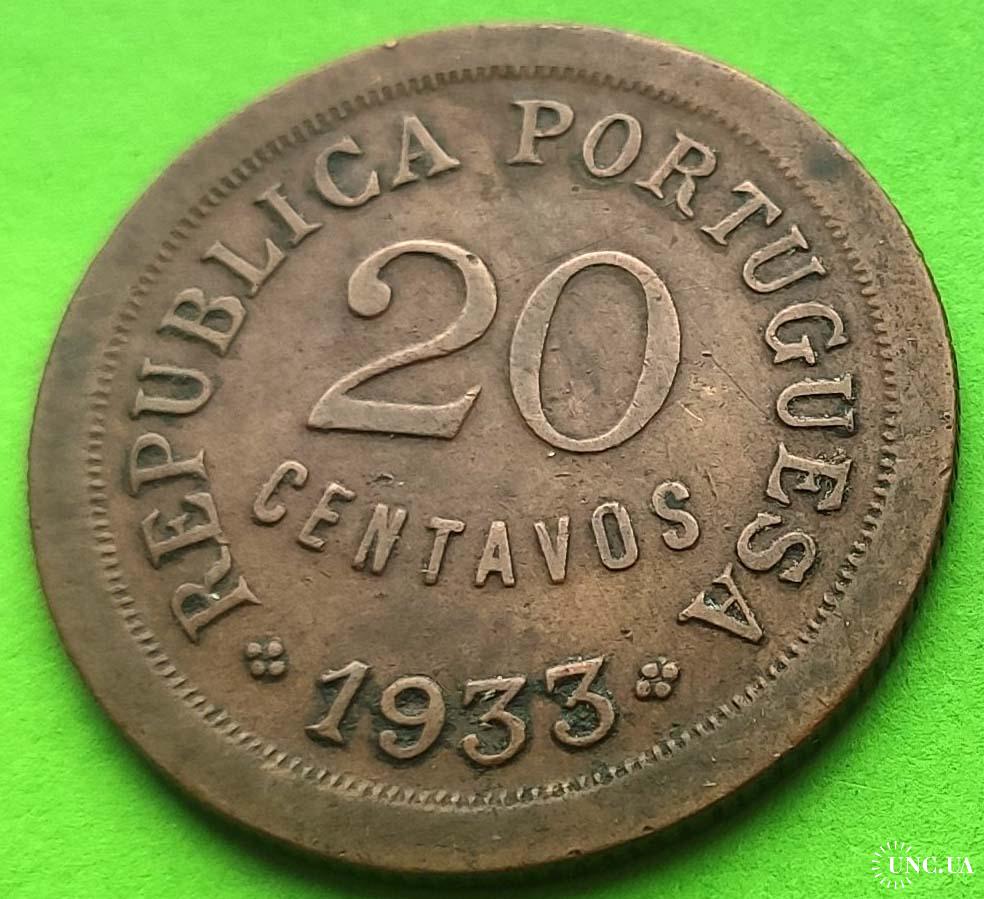 REPUBLICA PORTUGUESA
20
CENTAVOS
1933
UNC.UA